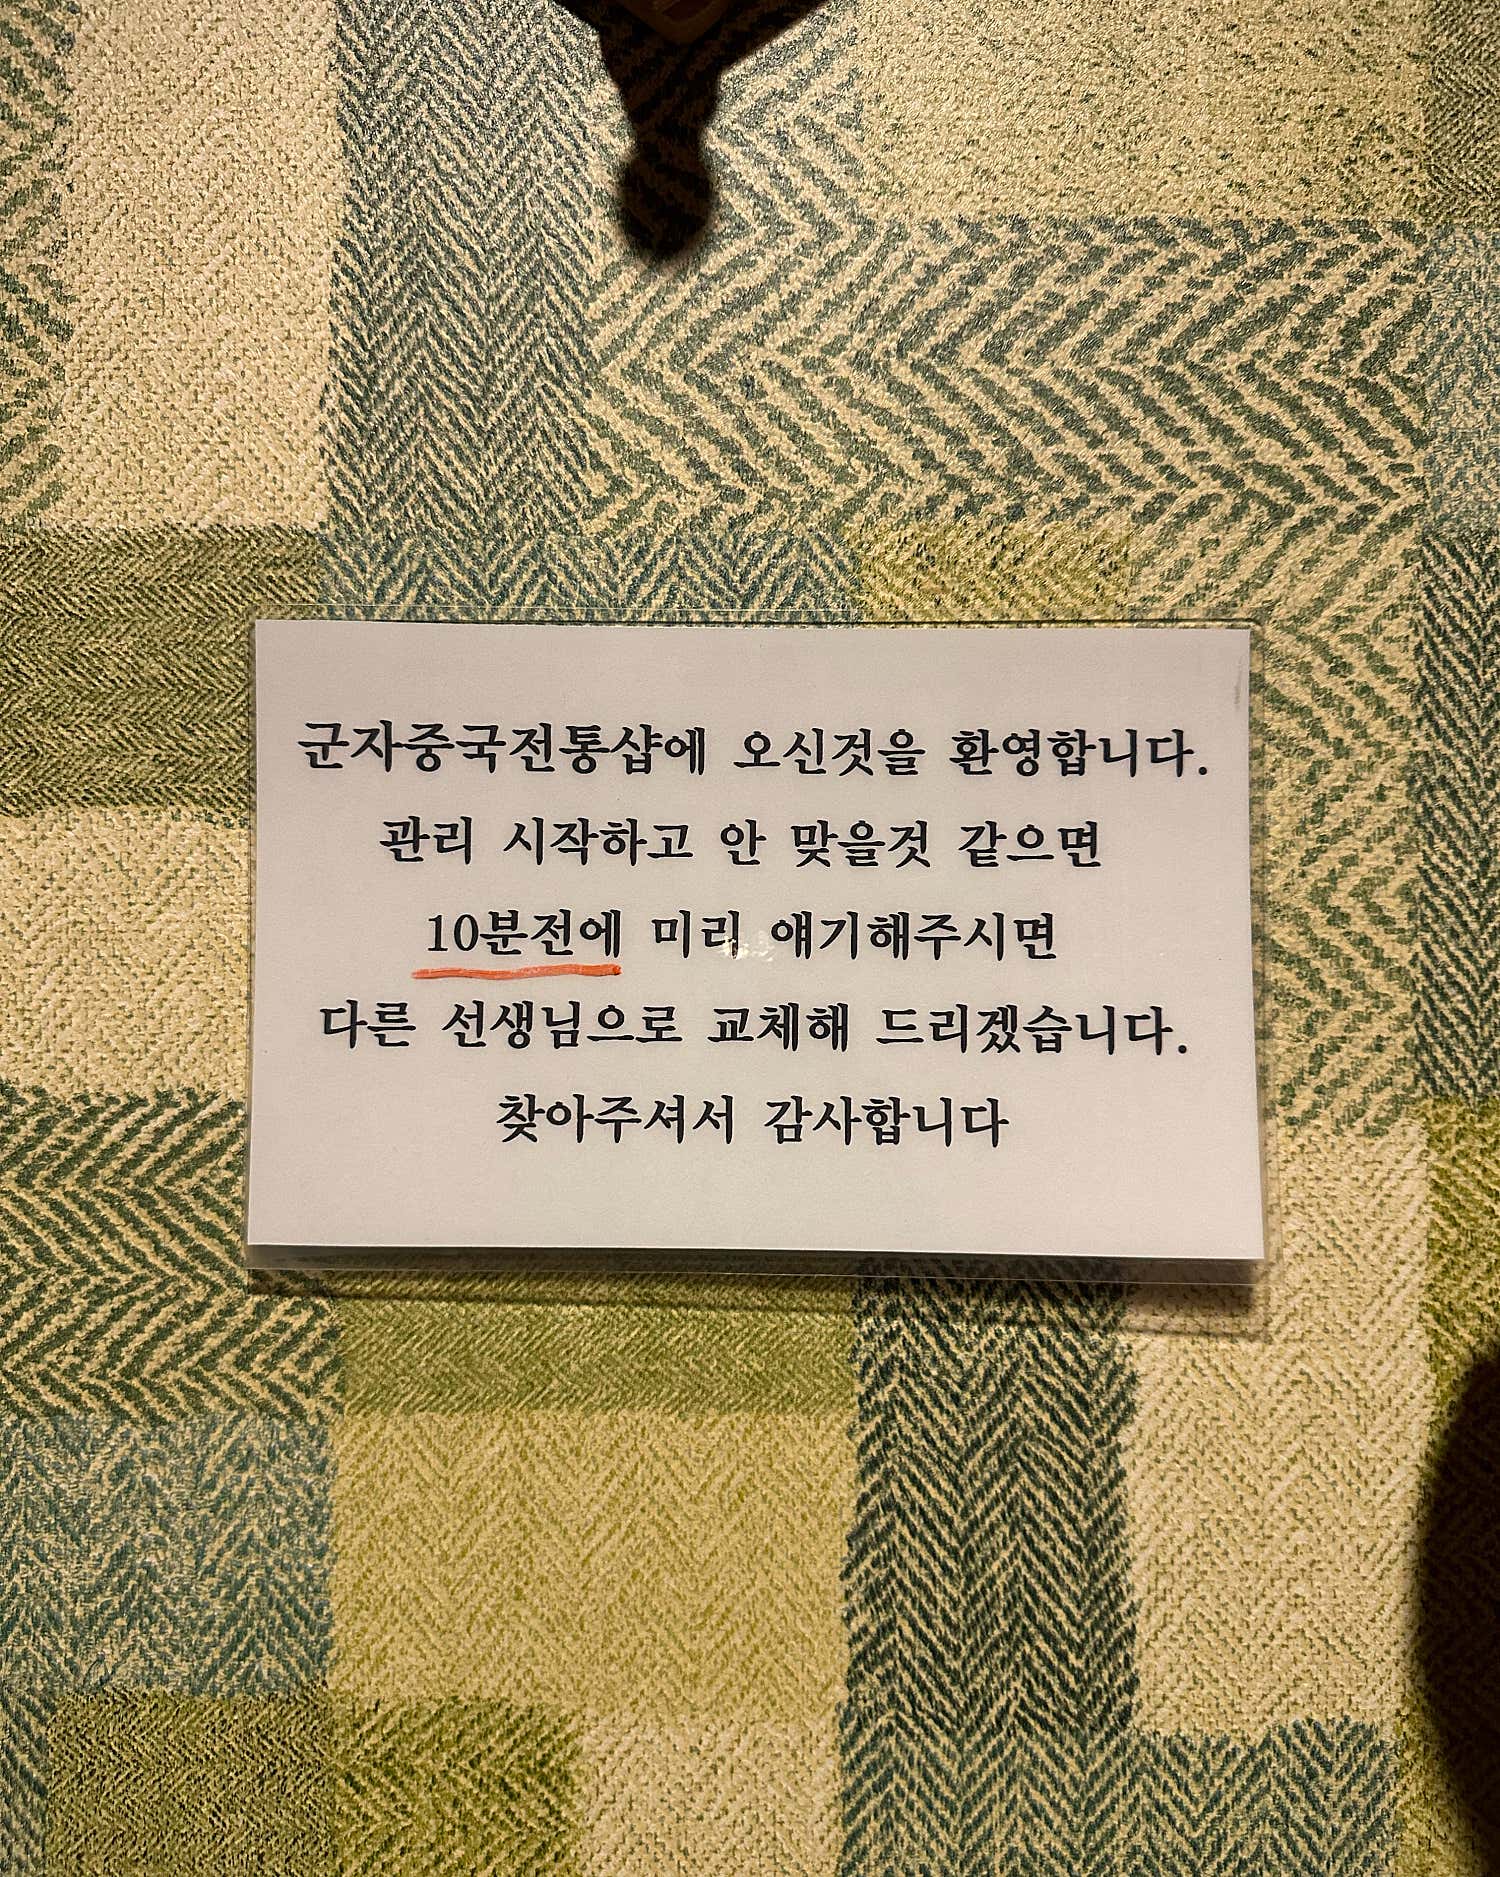 군자중국전통샵에 오신것을 환영합니다.
관리 시작하고 안 맞을것 같으면
10분전에 미리 얘기해주시면
다른 선생님으로 교체해 드리겠습니다.
찾아주셔서 감사합니다